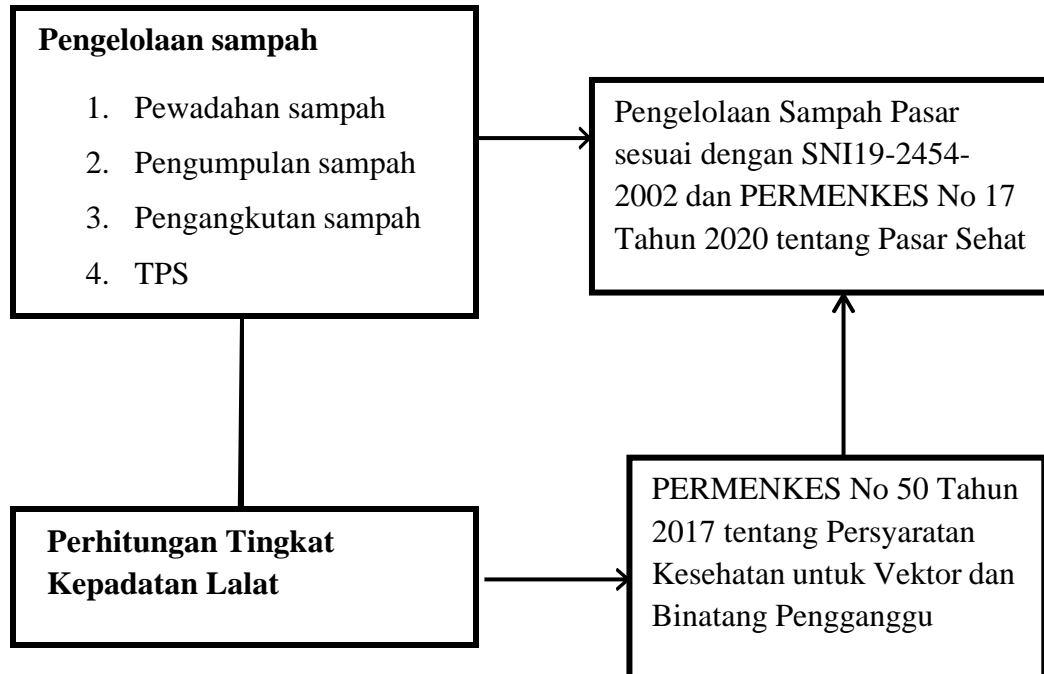 Pengelolaan sampah
1. Pewadahan sampah
2. Pengumpulan sampah
3. Pengangkutan sampah
4. TPS
Pengelolaan Sampah Pasar
sesuai dengan SNI19-2454-
2002 dan PERMENKES No 17
Tahun 2020 tentang Pasar Sehat
Perhitungan Tingkat
Kepadatan Lalat
PERMENKES No 50 Tahun
2017 tentang Persyaratan
Kesehatan untuk Vektor dan
Binatang Pengganggu